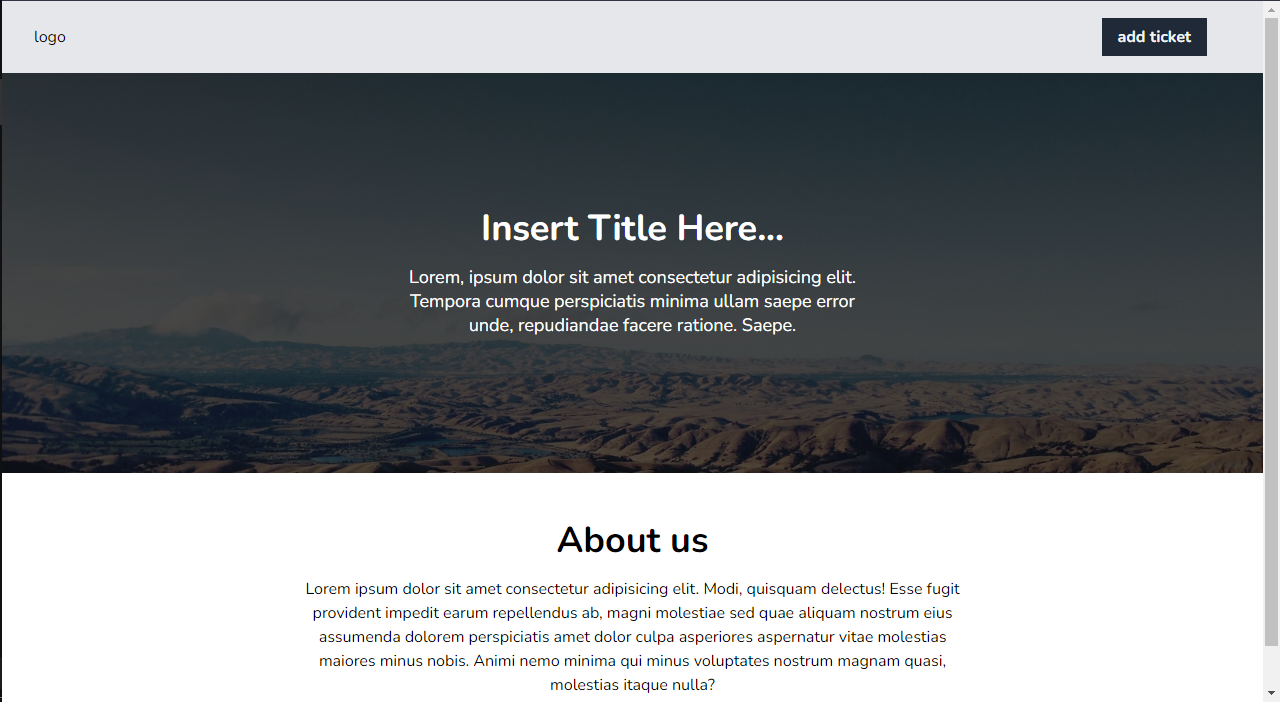 logo
add ticket
Insert Title Here...
Lorem, ipsum dolor sit amet consectetur adipisicing elit.
Tempora cumque perspiciatis minima ullam saepe error
unde, repudiandae facere ratione. Saepe.
About us
Lorem ipsum dolor sit amet consectetur adipisicing elit. Modi, quisquam delectus! Esse fugit
provident impedit earum repellendus ab, magni molestiae sed quae aliquam nostrum eius
assumenda dolorem perspiciatis amet dolor culpa asperiores aspernatur vitae molestias
maiores minus nobis. Animi nemo minima qui minus voluptates nostrum magnam quasi,
molestias itaque nulla?